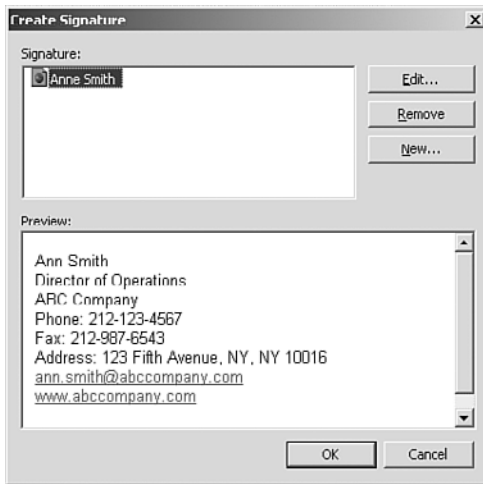 Create Signature
Signature:
Anne Smith
Edit...
Remove
New...
Preview:
Ann Smith
Director of Operations
ABC Company
Phone: 212-123-4567
Fax: 212-987-6543
Address: 123 Fifth Avenue, NY, NY 10016
ann.smith@abccompany.com
www.abccompany.com
OK
Cancel